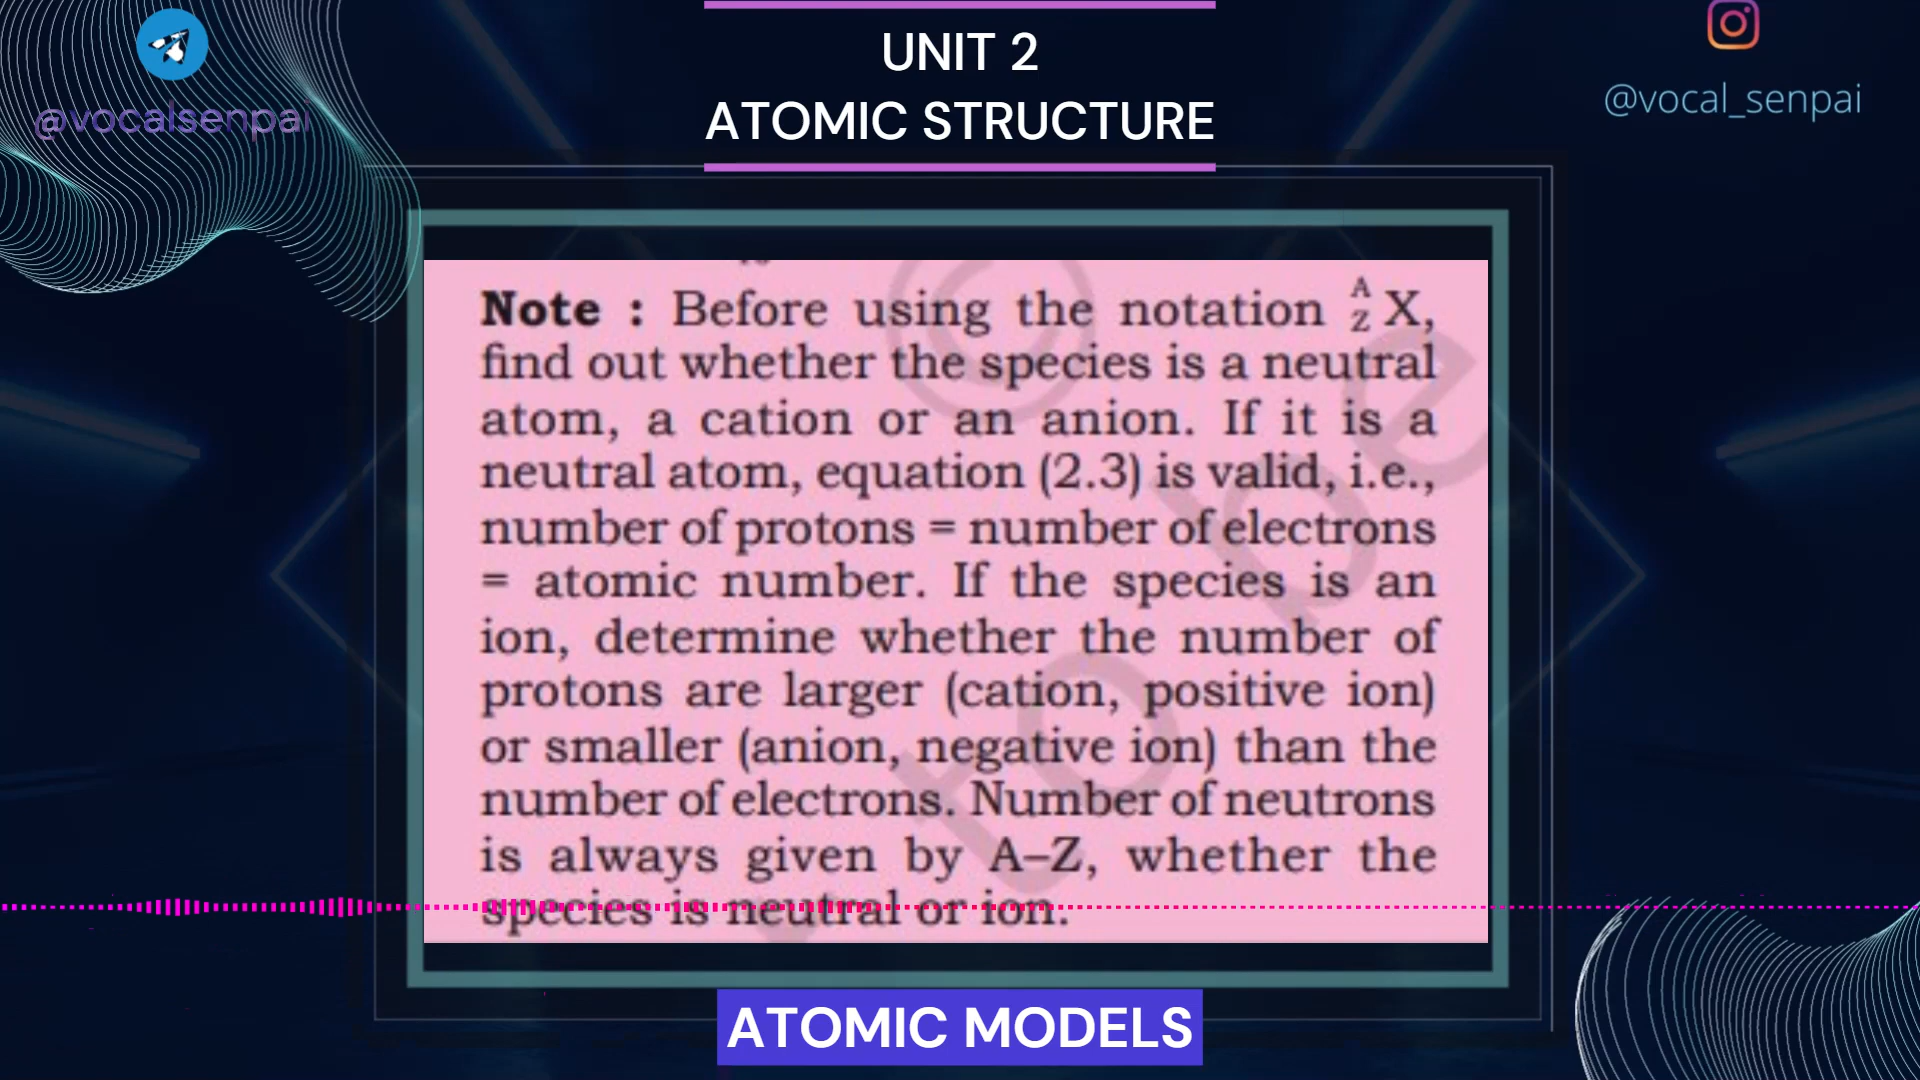 UNIT 2
ATOMIC STRUCTURE
@vocalsenpai
@vocal_senpai
Note : Before using the notation ᴬ_Z X,
find out whether the species is a neutral
atom, a cation or an anion. If it is a
neutral atom, equation (2.3) is valid, i.e.,
number of protons = number of electrons
= atomic number. If the species is an
ion, determine whether the number of
protons are larger (cation, positive ion)
or smaller (anion, negative ion) than the
number of electrons. Number of neutrons
is always given by A–Z, whether the
species is neutral or ion.
ATOMIC MODELS